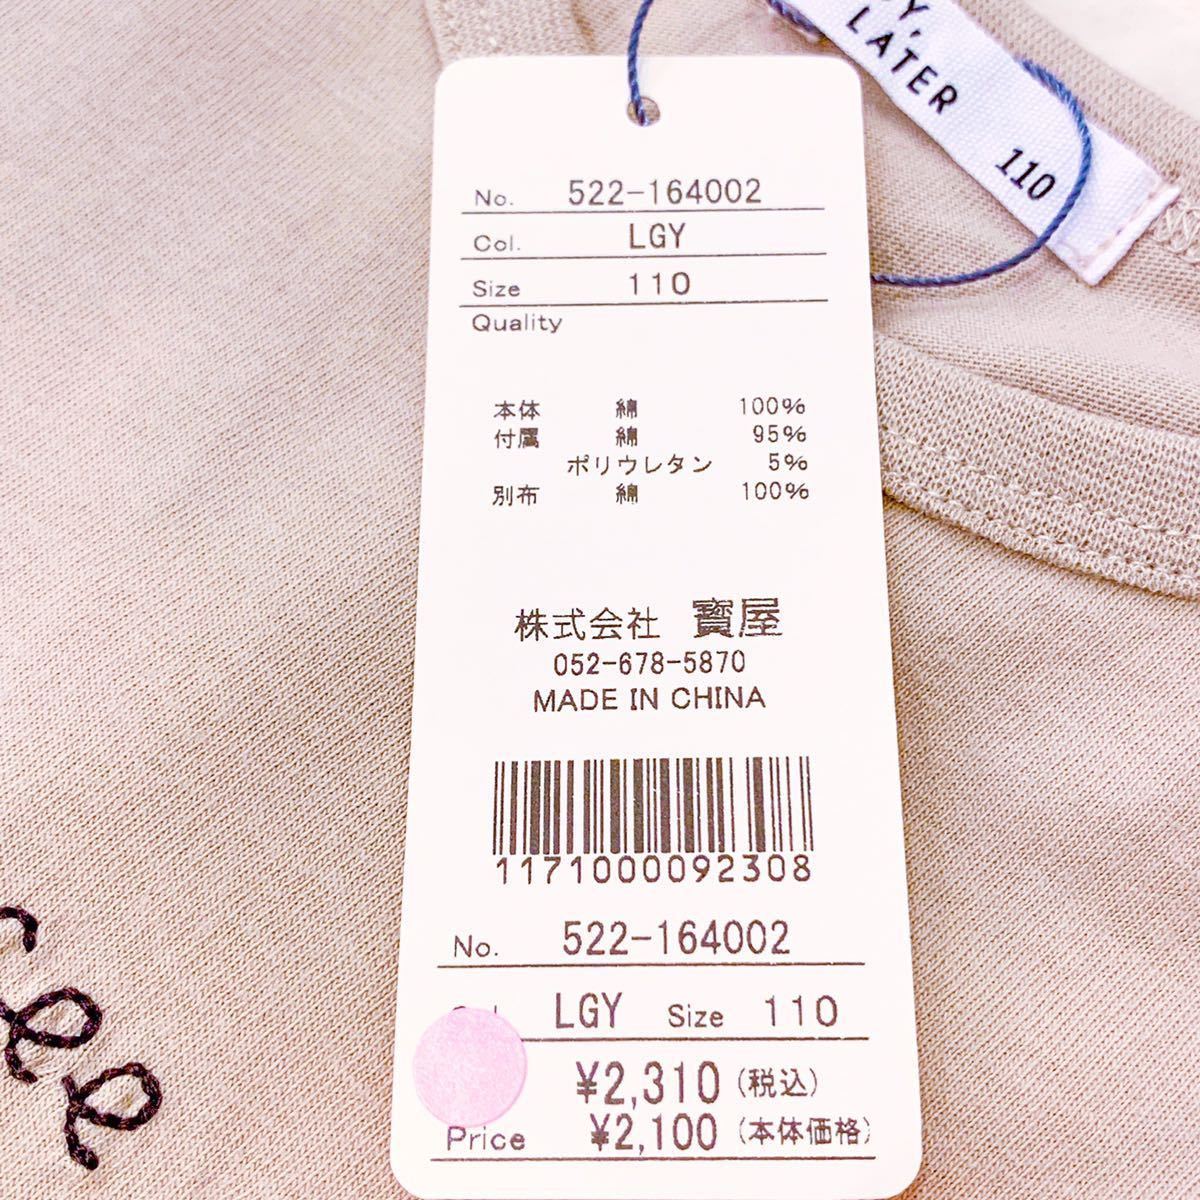 LATER
110
No. 522-164002
Col. LGY
Size 110
Quality
本体 綿 100%
付属 綿 95%
ポリウレタン 5%
別布 綿 100%
株式会社 寳屋
052-678-5870
MADE IN CHINA
1171000092308
No. 522-164002
LGY Size 110
¥2,310 (税込)
Price ¥2,100 (本体価格)